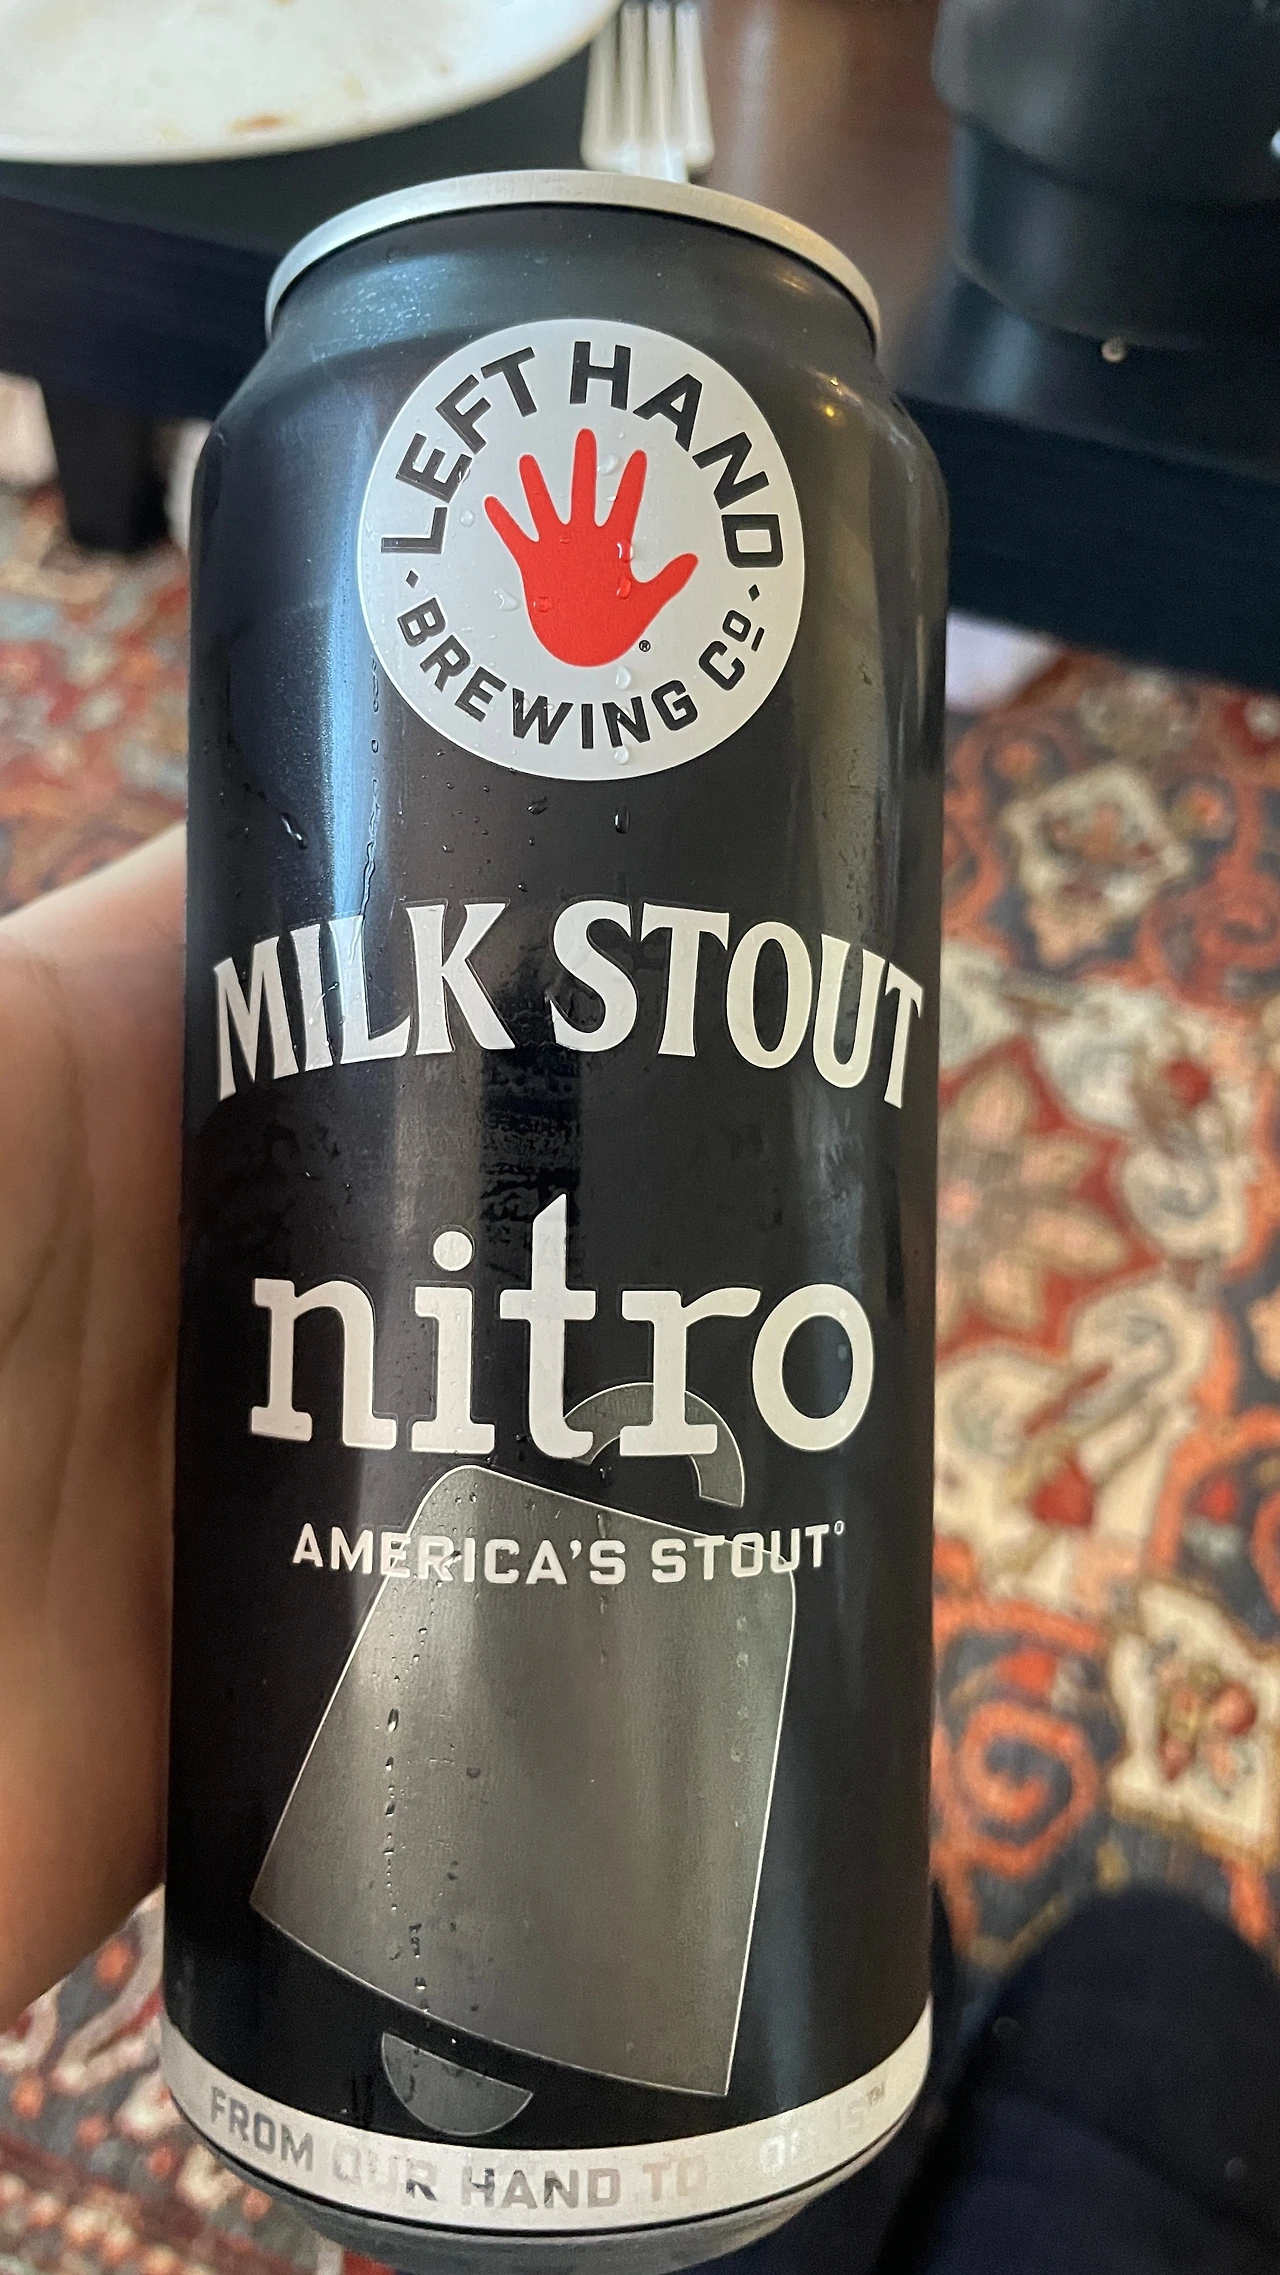 LEFT HAND
· BREWING Cº ·
®
MILK STOUT
nitro
AMERICA'S STOUT®
FROM OUR HAND TO